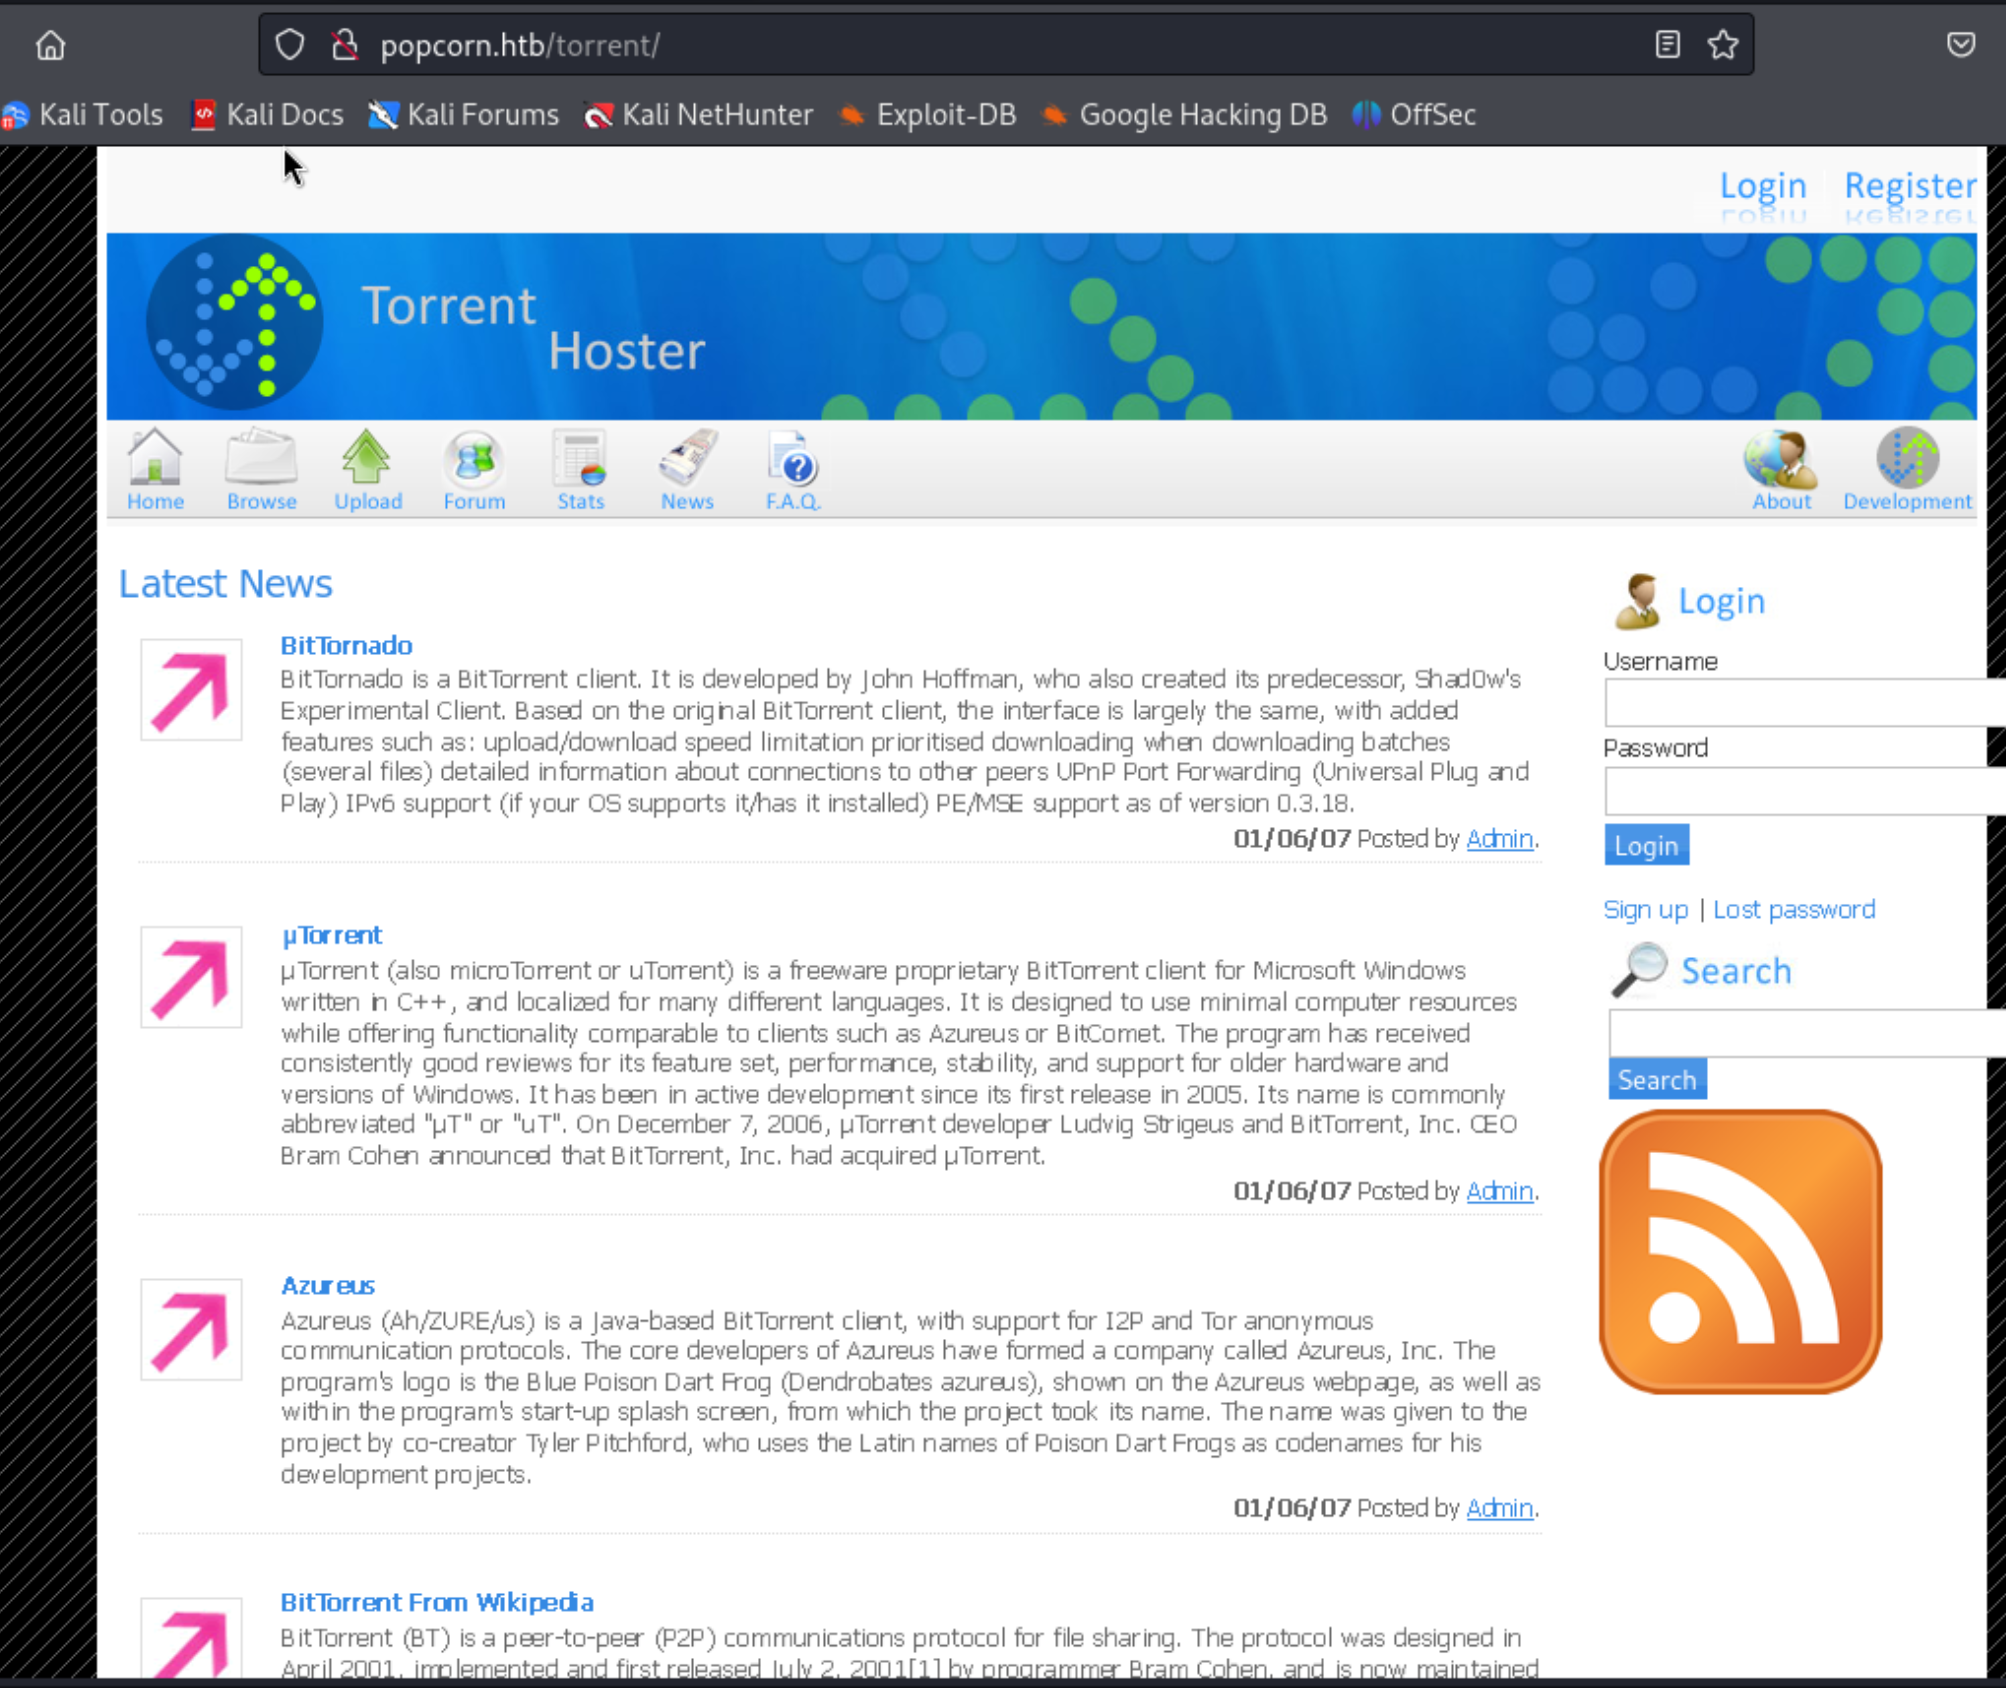 popcorn.htb/torrent/
Kali Tools Kali Docs Kali Forums Kali NetHunter Exploit-DB Google Hacking DB OffSec
Login Register
Torrent
Hoster
Home Browse Upload Forum Stats News F.A.Q. About Development
Latest News
BitTornado
BitTornado is a BitTorrent client. It is developed by John Hoffman, who also created its predecessor, Shad0w's
Experimental Client. Based on the original BitTorrent client, the interface is largely the same, with added
features such as: upload/download speed limitation prioritised downloading when downloading batches
(several files) detailed information about connections to other peers UPnP Port Forwarding (Universal Plug and
Play) IPv6 support (if your OS supports it/has it installed) PE/MSE support as of version 0.3.18.
01/06/07 Posted by Admin.
µTorrent
µTorrent (also microTorrent or uTorrent) is a freeware proprietary BitTorrent client for Microsoft Windows
written in C++, and localized for many different languages. It is designed to use minimal computer resources
while offering functionality comparable to clients such as Azureus or BitComet. The program has received
consistently good reviews for its feature set, performance, stability, and support for older hardware and
versions of Windows. It has been in active development since its first release in 2005. Its name is commonly
abbreviated "µT" or "uT". On December 7, 2006, µTorrent developer Ludvig Strigeus and BitTorrent, Inc. CEO
Bram Cohen announced that BitTorrent, Inc. had acquired µTorrent.
01/06/07 Posted by Admin.
Azureus
Azureus (Ah/ZURE/us) is a Java-based BitTorrent client, with support for I2P and Tor anonymous
communication protocols. The core developers of Azureus have formed a company called Azureus, Inc. The
program's logo is the Blue Poison Dart Frog (Dendrobates azureus), shown on the Azureus webpage, as well as
within the program's start-up splash screen, from which the project took its name. The name was given to the
project by co-creator Tyler Pitchford, who uses the Latin names of Poison Dart Frogs as codenames for his
development projects.
01/06/07 Posted by Admin.
BitTorrent From Wikipedia
BitTorrent (BT) is a peer-to-peer (P2P) communications protocol for file sharing. The protocol was designed in
April 2001, implemented and first released July 2, 2001[1] by programmer Bram Cohen, and is now maintained
Login
Username
Password
Login
Sign up | Lost password
Search
Search